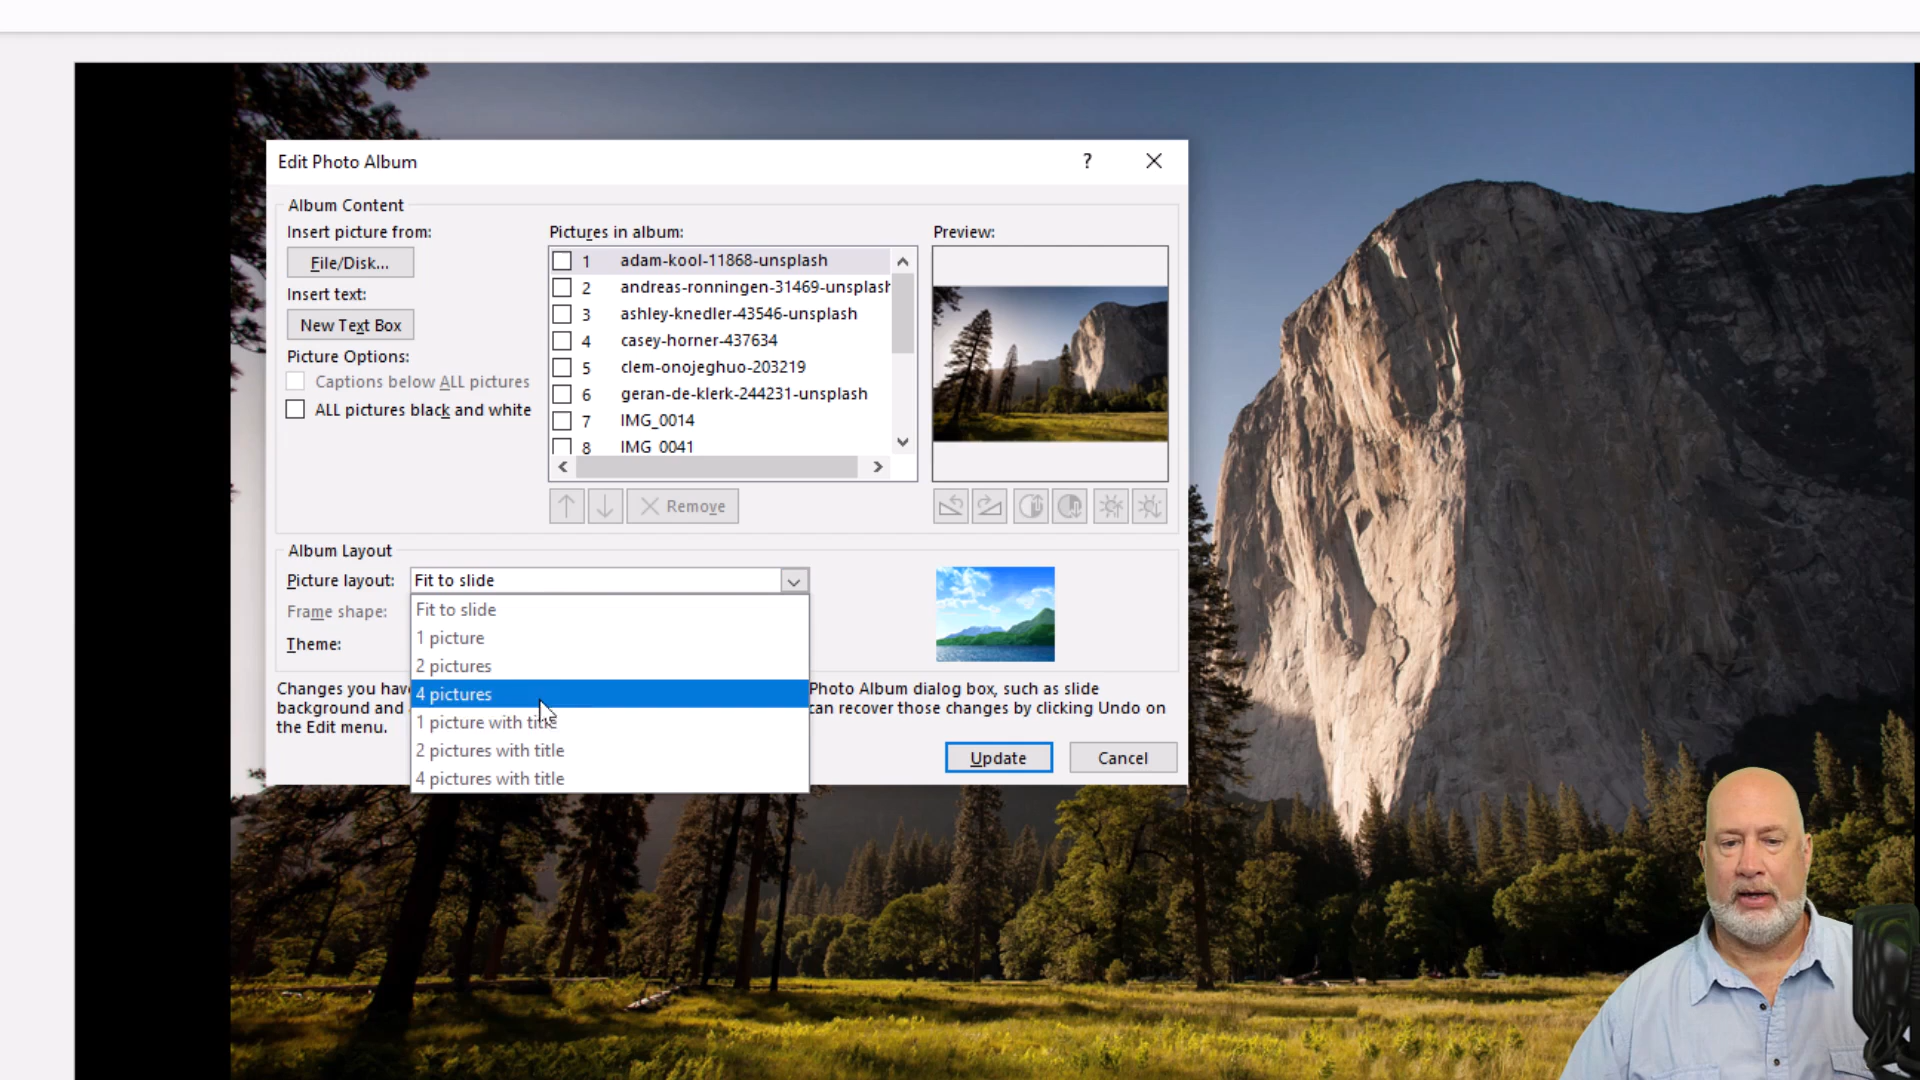 Edit Photo Album
?
Album Content
Insert picture from:
File/Disk...
Insert text:
New Text Box
Picture Options:
Captions below ALL pictures
ALL pictures black and white
Pictures in album:
1 adam-kool-11868-unsplash
2 andreas-ronningen-31469-unsplash
3 ashley-knedler-43546-unsplash
4 casey-horner-437634
5 clem-onojeghuo-203219
6 geran-de-klerk-244231-unsplash
7 IMG_0014
8 IMG_0041
Remove
Preview:
Album Layout
Picture layout: Fit to slide
Frame shape:
Theme:
Fit to slide
1 picture
2 pictures
4 pictures
1 picture with title
2 pictures with title
4 pictures with title
Changes you have Photo Album dialog box, such as slide
background and can recover those changes by clicking Undo on
the Edit menu.
Update
Cancel